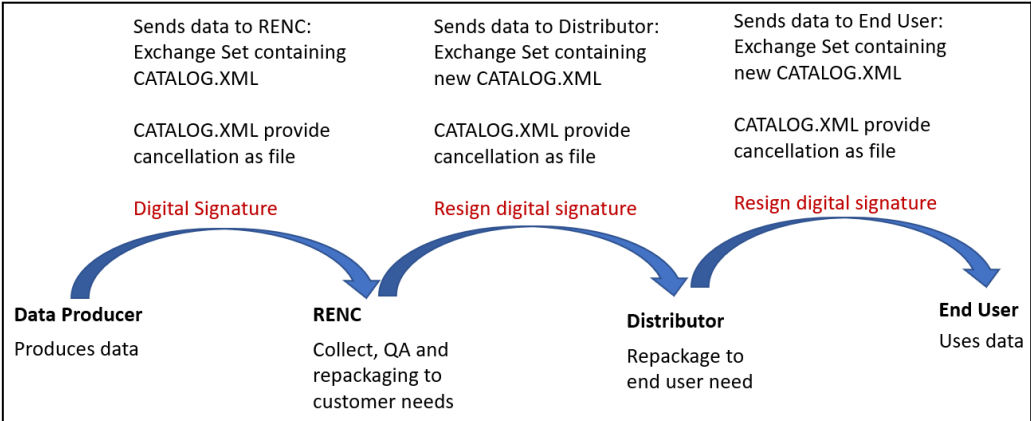 Sends data to RENC:
Exchange Set containing
CATALOG.XML
CATALOG.XML provide
cancellation as file
Digital Signature
Sends data to Distributor:
Exchange Set containing
new CATALOG.XML
CATALOG.XML provide
cancellation as file
Resign digital signature
Sends data to End User:
Exchange Set containing
new CATALOG.XML
CATALOG.XML provide
cancellation as file
Resign digital signature
Data Producer
Produces data
RENC
Collect, QA and
repackaging to
customer needs
Distributor
Repackage to
end user need
End User
Uses data